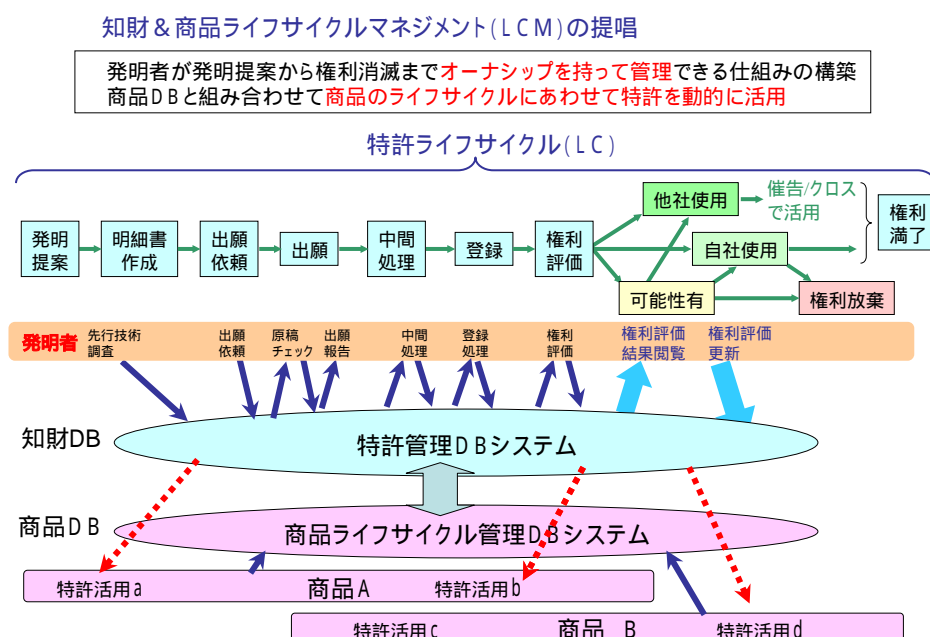 知財&商品ライフサイクルマネジメント(LCM)の提唱
発明者が発明提案から権利消滅までオーナシップを持って管理できる仕組みの構築
商品DBと組み合わせて商品のライフサイクルにあわせて特許を動的に活用
特許ライフサイクル(LC)
発明
提案
明細書
作成
出願
依頼
出願
中間
処理
登録
権利
評価
他社使用
催告/クロス
で活用
権利
満了
自社使用
可能性有
権利放棄
発明者
先行技術
調査
出願
依頼
原稿
チェック
出願
報告
中間
処理
登録
処理
権利
評価
権利評価
結果閲覧
権利評価
更新
知財DB
特許管理DBシステム
商品DB
商品ライフサイクル管理DBシステム
特許活用a
商品A
特許活用b
特許活用c
商品 B
特許活用d